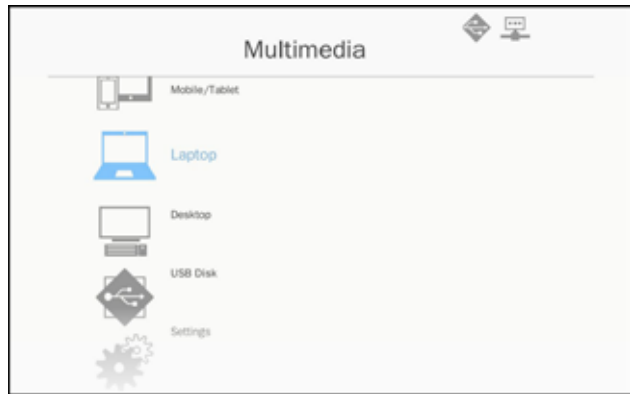 Multimedia
Mobile/Tablet
Laptop
Desktop
USB Disk
Settings